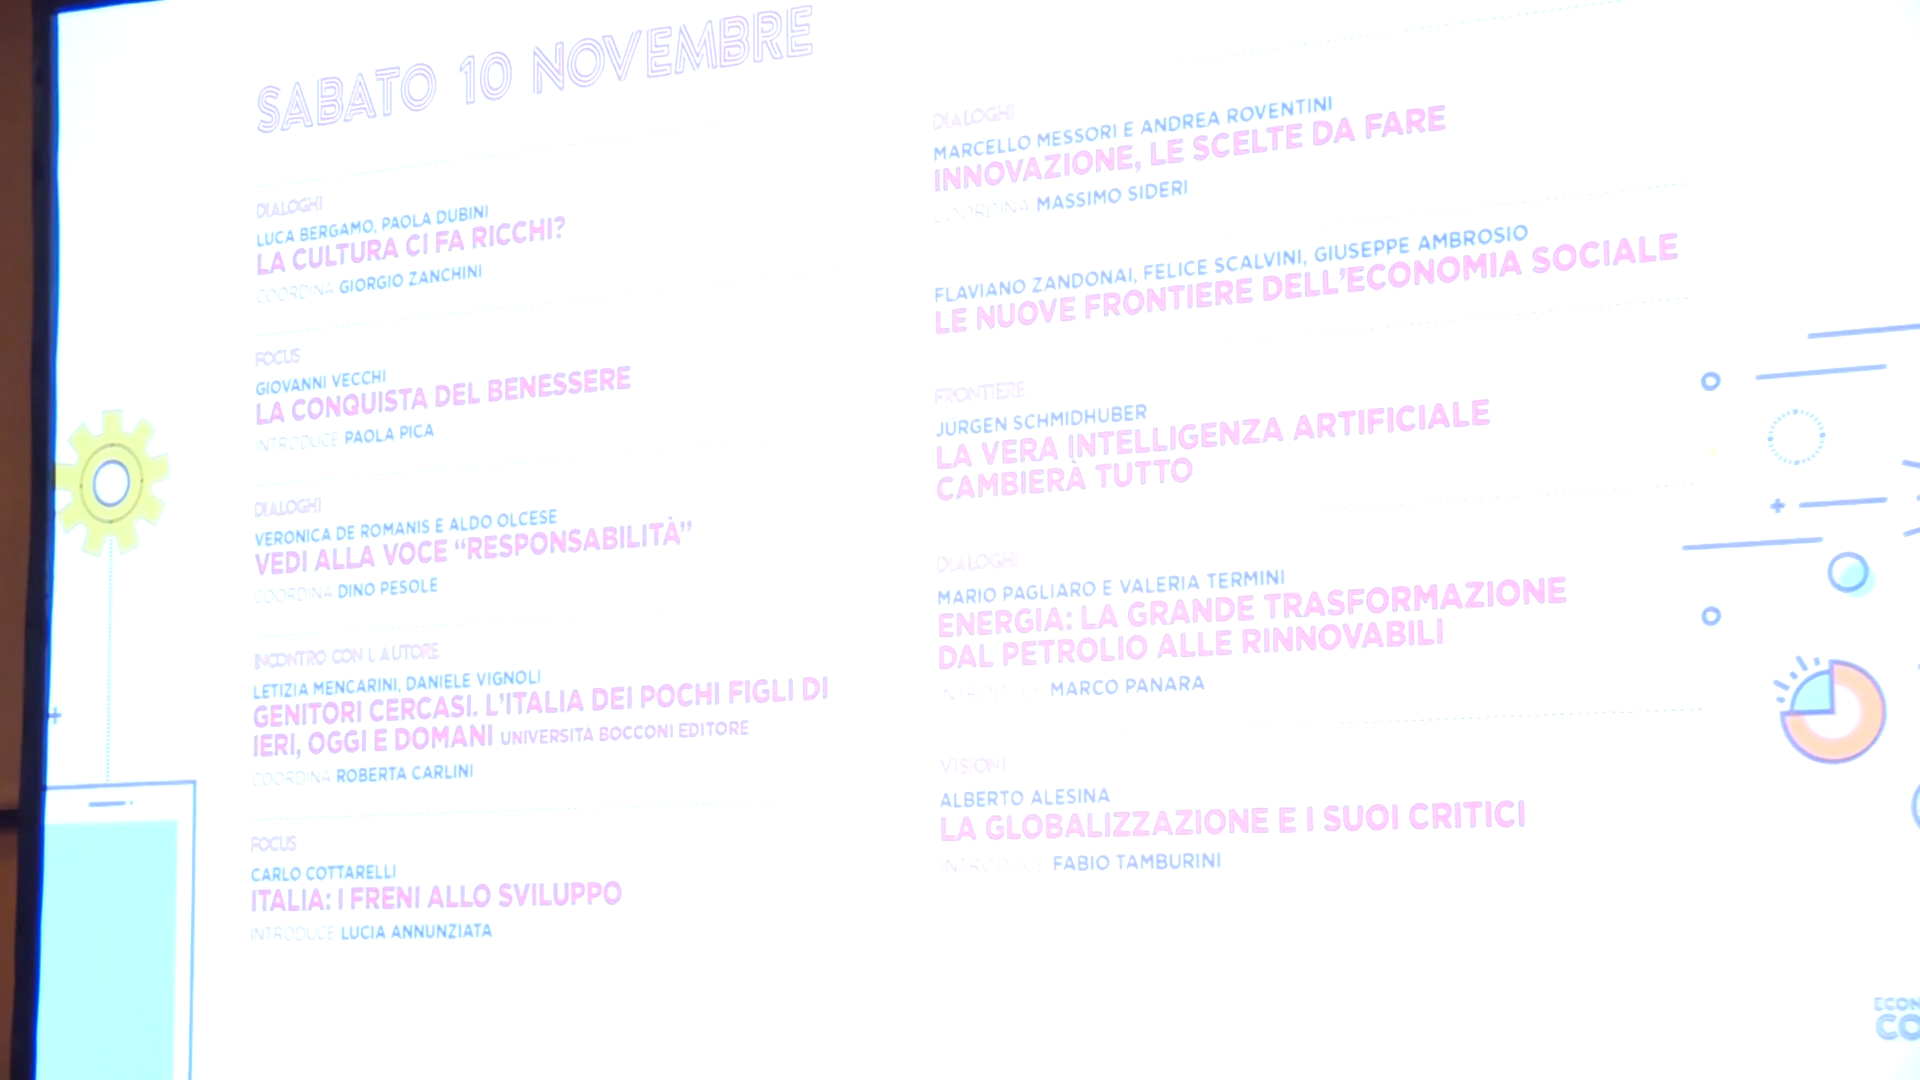 SABATO 10 NOVEMBRE
DIALOGHI
LUCA BERGAMO, PAOLA DUBINI
LA CULTURA CI FA RICCHI?
COORDINA GIORGIO ZANCHINI
FOCUS
GIOVANNI VECCHI
LA CONQUISTA DEL BENESSERE
INTRODUCE PAOLA PICA
DIALOGHI
VERONICA DE ROMANIS E ALDO OLCESE
VEDI ALLA VOCE “RESPONSABILITÀ”
COORDINA DINO PESOLE
INCONTRO CON L'AUTORE
LETIZIA MENCARINI, DANIELE VIGNOLI
GENITORI CERCASI. L’ITALIA DEI POCHI FIGLI DI
IERI, OGGI E DOMANI UNIVERSITÀ BOCCONI EDITORE
COORDINA ROBERTA CARLINI
FOCUS
CARLO COTTARELLI
ITALIA: I FRENI ALLO SVILUPPO
INTRODUCE LUCIA ANNUNZIATA
DIALOGHI
MARCELLO MESSORI E ANDREA ROVENTINI
INNOVAZIONE, LE SCELTE DA FARE
COORDINA MASSIMO SIDERI
FLAVIANO ZANDONAI, FELICE SCALVINI, GIUSEPPE AMBROSIO
LE NUOVE FRONTIERE DELL’ECONOMIA SOCIALE
FRONTIERE
JÜRGEN SCHMIDHUBER
LA VERA INTELLIGENZA ARTIFICIALE
CAMBIERÀ TUTTO
DIALOGHI
MARIO PAGLIARO E VALERIA TERMINI
ENERGIA: LA GRANDE TRASFORMAZIONE
DAL PETROLIO ALLE RINNOVABILI
INTRODUCE MARCO PANARA
VISIONI
ALBERTO ALESINA
LA GLOBALIZZAZIONE E I SUOI CRITICI
INTRODUCE FABIO TAMBURINI
ECON
CO